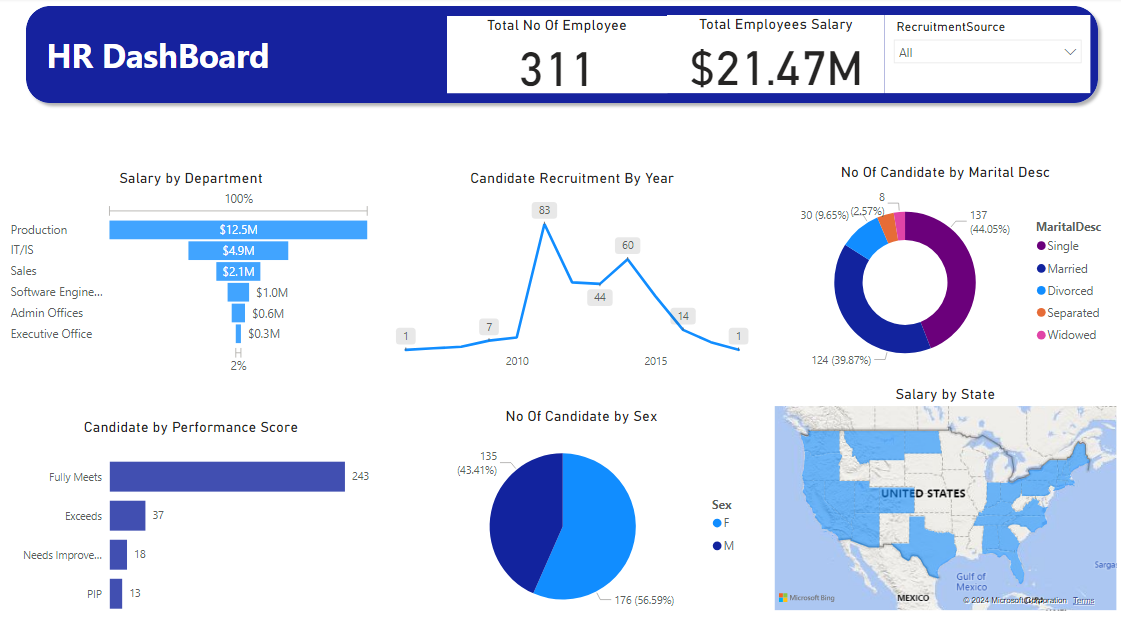 HR DashBoard
Total No Of Employee
311
Total Employees Salary
$21.47M
RecruitmentSource
All
Salary by Department
100%
Production
$12.5M
IT/IS
$4.9M
Sales
$2.1M
Software Engine...
$1.0M
Admin Offices
$0.6M
Executive Office
$0.3M
2%
Candidate Recruitment By Year
1
7
83
44
60
14
1
2010
2015
No Of Candidate by Marital Desc
8
(2.57%)
30 (9.65%)
137
(44.05%)
124 (39.87%)
MaritalDesc
Single
Married
Divorced
Separated
Widowed
Candidate by Performance Score
Fully Meets
243
Exceeds
37
Needs Improve...
18
PIP
13
No Of Candidate by Sex
135
(43.41%)
176 (56.59%)
Sex
F
M
Salary by State
UNITED STATES
Gulf of
Mexico
MEXICO
Sargas
Microsoft Bing
© 2024 Microsoft Corporation
Terms